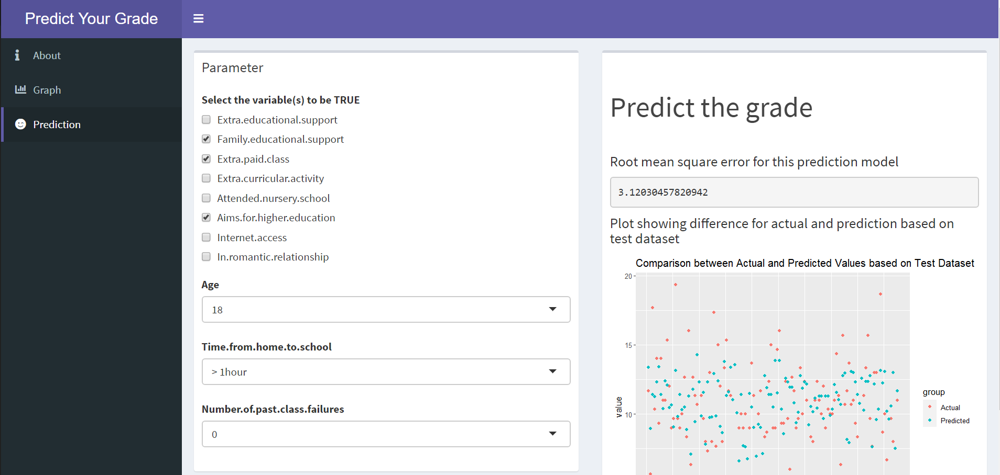 Predict Your Grade
About
Graph
Prediction
Parameter
Select the variable(s) to be TRUE
Extra.educational.support
Family.educational.support
Extra.paid.class
Extra.curricular.activity
Attended.nursery.school
Aims.for.higher.education
Internet.access
In.romantic.relationship
Age
18
Time.from.home.to.school
> 1hour
Number.of.past.class.failures
0
Predict the grade
Root mean square error for this prediction model
3.12030457820942
Plot showing difference for actual and prediction based on
test dataset
Comparison between Actual and Predicted Values based on Test Dataset
20
15
10
value
group
Actual
Predicted